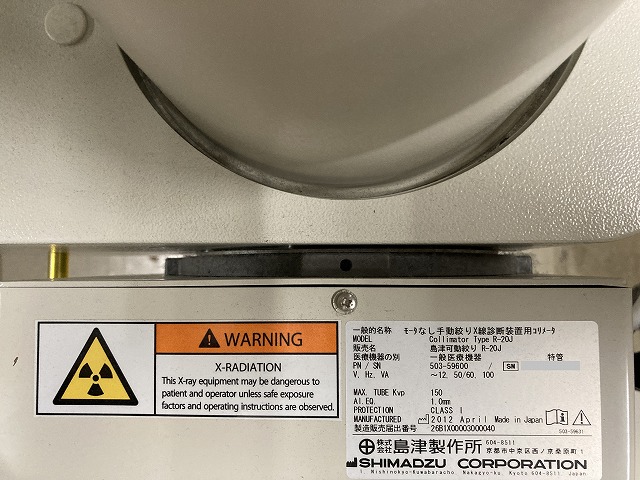 WARNING
X-RADIATION
This X-ray equipment may be dangerous to
patient and operator unless safe exposure
factors and operating instructions are observed.
一般的名称 モータなし手動絞りX線診断装置用コリメータ
MODEL Collimator Type R-20J
販売名 島津可動絞り R-20J
医療機器の別 一般医療機器 特管
PN / SN 503-59600 / SN
V. Hz. VA ~12. 50/60. 100
MAX. TUBE Kvp 150
Al.EQ. 1.0mm
PROTECTION CLASS I
MANUFACTURED 2012 April Made in Japan
製造販売届出番号 26B1X00003000040
503-59631
株式会社 島津製作所 604-8511
京都市中京区西ノ京桑原町1
SHIMADZU CORPORATION
1. Nishinokyo-Kuwabaracho. Nakagyo-ku. Kyoto 604-8511 Japan